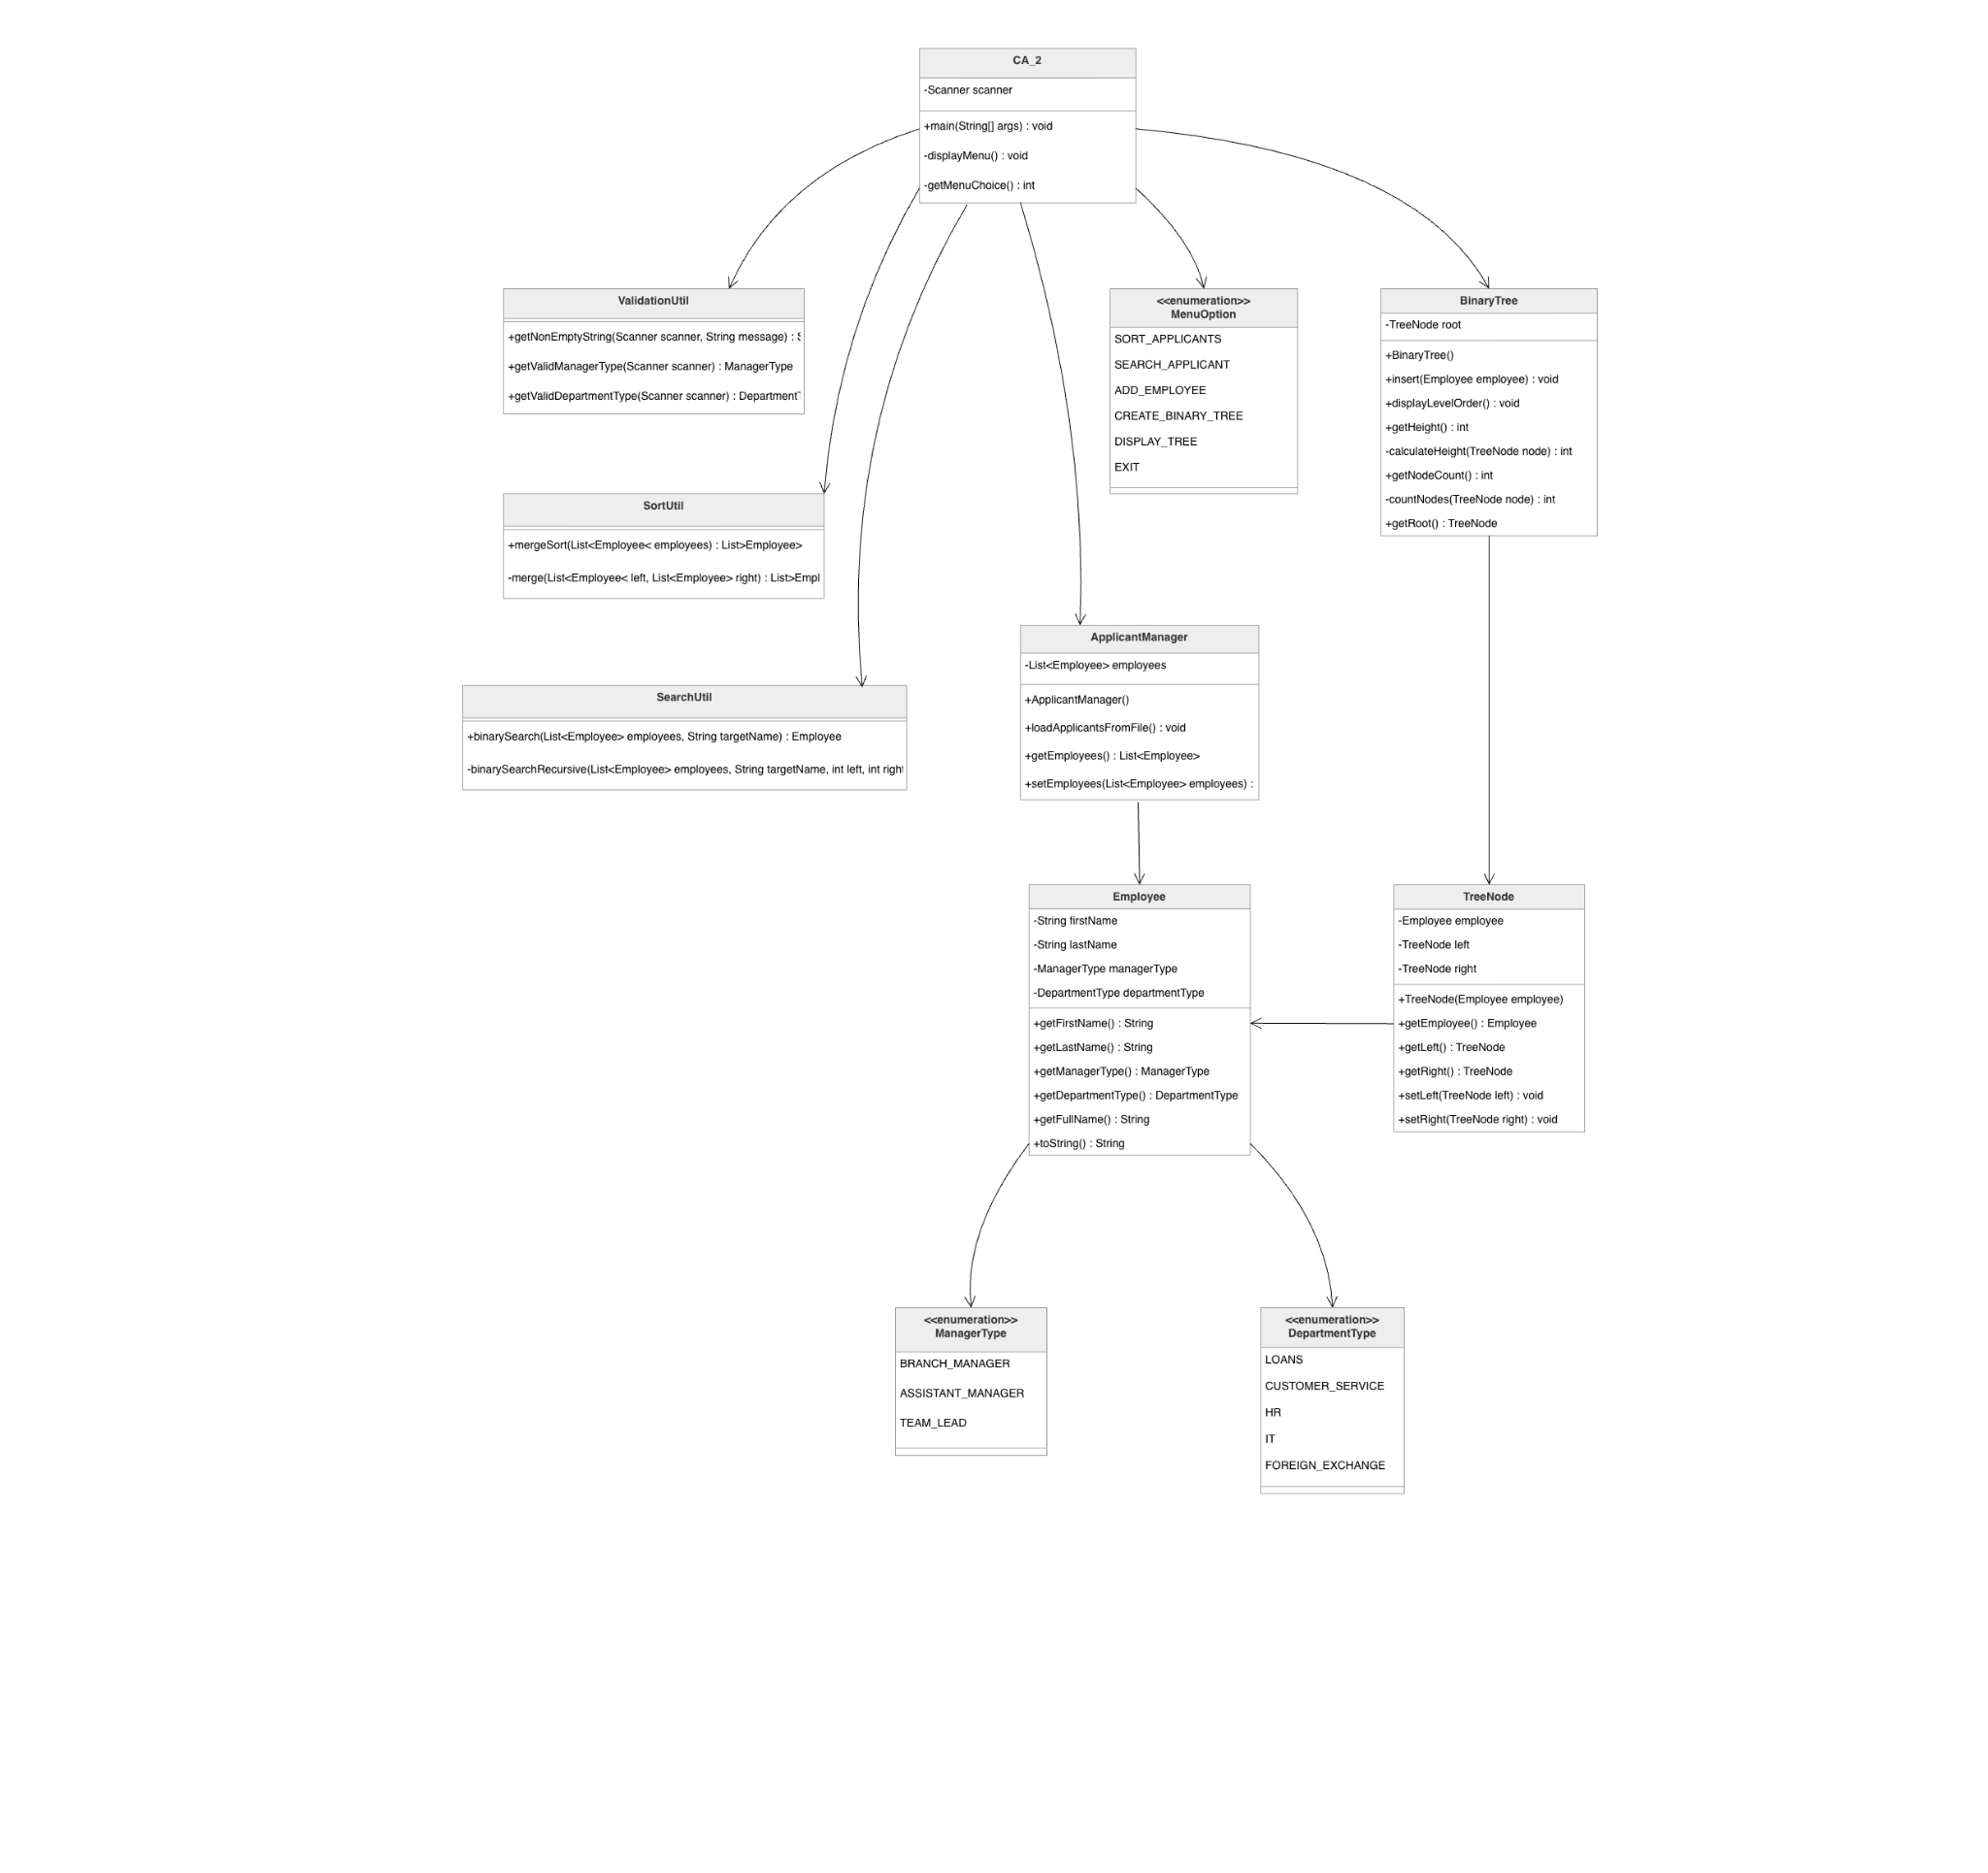 CA_2
-Scanner scanner
+main(String[] args) : void
-displayMenu() : void
-getMenuChoice() : int
ValidationUtil
+getNonEmptyString(Scanner scanner, String message) :
+getValidManagerType(Scanner scanner) : ManagerType
+getValidDepartmentType(Scanner scanner) : Department
<<enumeration>>
MenuOption
SORT_APPLICANTS
SEARCH_APPLICANT
ADD_EMPLOYEE
CREATE_BINARY_TREE
DISPLAY_TREE
EXIT
BinaryTree
-TreeNode root
+BinaryTree()
+insert(Employee employee) : void
+displayLevelOrder() : void
+getHeight() : int
-calculateHeight(TreeNode node) : int
+getNodeCount() : int
-countNodes(TreeNode node) : int
+getRoot() : TreeNode
SortUtil
+mergeSort(List<Employee< employees) : List>Employee>
-merge(List<Employee< left, List<Employee> right) : List>Empl
SearchUtil
+binarySearch(List<Employee> employees, String targetName) : Employee
-binarySearchRecursive(List<Employee> employees, String targetName, int left, int right
ApplicantManager
-List<Employee> employees
+ApplicantManager()
+loadApplicantsFromFile() : void
+getEmployees() : List<Employee>
+setEmployees(List<Employee> employees) :
Employee
-String firstName
-String lastName
-ManagerType managerType
-DepartmentType departmentType
+getFirstName() : String
+getLastName() : String
+getManagerType() : ManagerType
+getDepartmentType() : DepartmentType
+getFullName() : String
+toString() : String
TreeNode
-Employee employee
-TreeNode left
-TreeNode right
+TreeNode(Employee employee)
+getEmployee() : Employee
+getLeft() : TreeNode
+getRight() : TreeNode
+setLeft(TreeNode left) : void
+setRight(TreeNode right) : void
<<enumeration>>
ManagerType
BRANCH_MANAGER
ASSISTANT_MANAGER
TEAM_LEAD
<<enumeration>>
DepartmentType
LOANS
CUSTOMER_SERVICE
HR
IT
FOREIGN_EXCHANGE